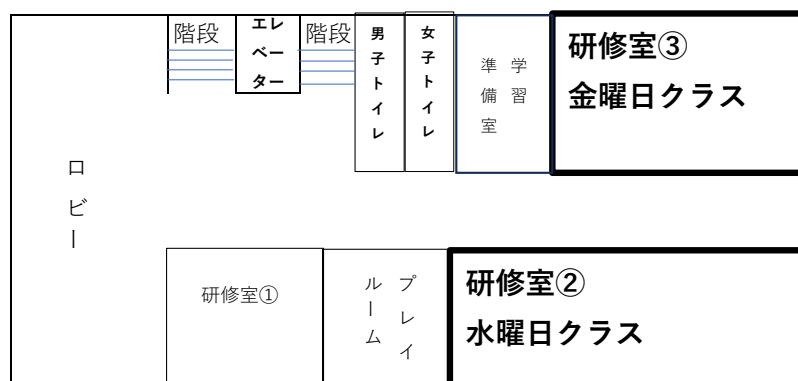 階段
エレ
ベー
ター
階段
男子トイレ
女子トイレ
学習
準備室
研修室③
金曜日クラス
ロビー
研修室①
プレイ
ルーム
研修室②
水曜日クラス